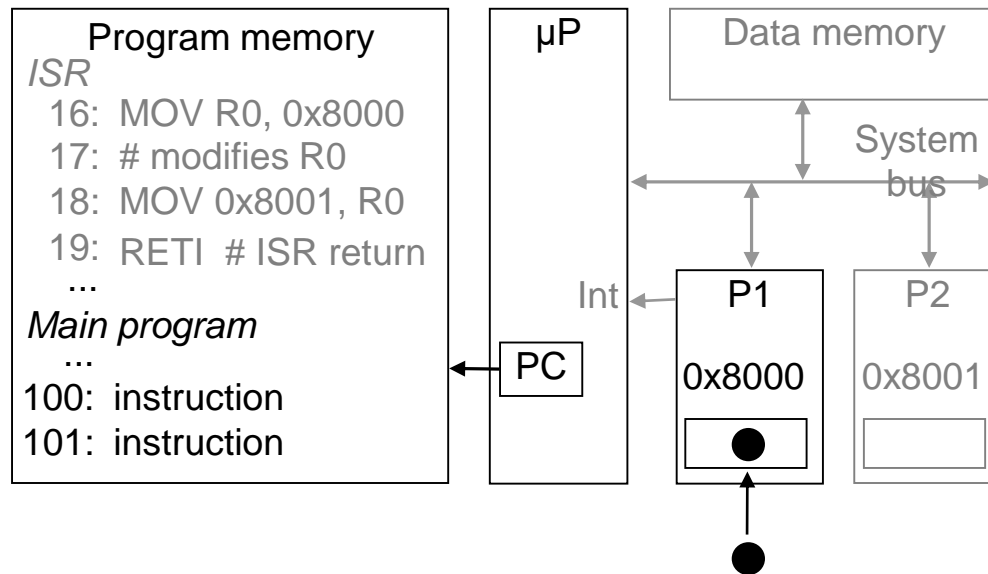 Program memory
ISR
16: MOV R0, 0x8000
17: # modifies R0
18: MOV 0x8001, R0
19: RETI # ISR return
...
Main program
...
100: instruction
101: instruction
µP
Int
PC
Data memory
System
bus
P1
0x8000
P2
0x8001